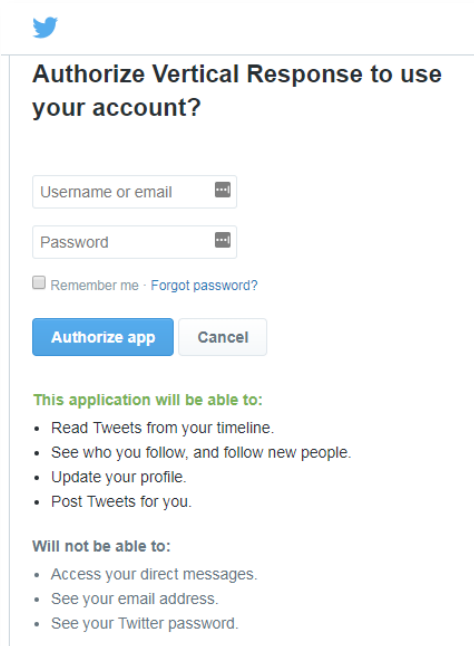 Authorize Vertical Response to use
your account?
Username or email
Password
Remember me · Forgot password?
Authorize app
Cancel
This application will be able to:
• Read Tweets from your timeline.
• See who you follow, and follow new people.
• Update your profile.
• Post Tweets for you.
Will not be able to:
• Access your direct messages.
• See your email address.
• See your Twitter password.